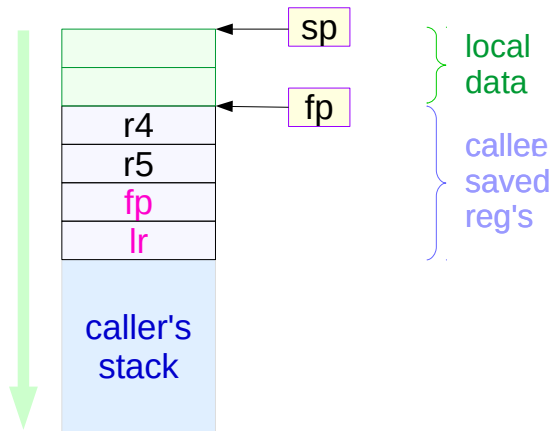 sp
local
data
fp
r4
r5
fp
lr
callee
saved
reg's
caller's
stack